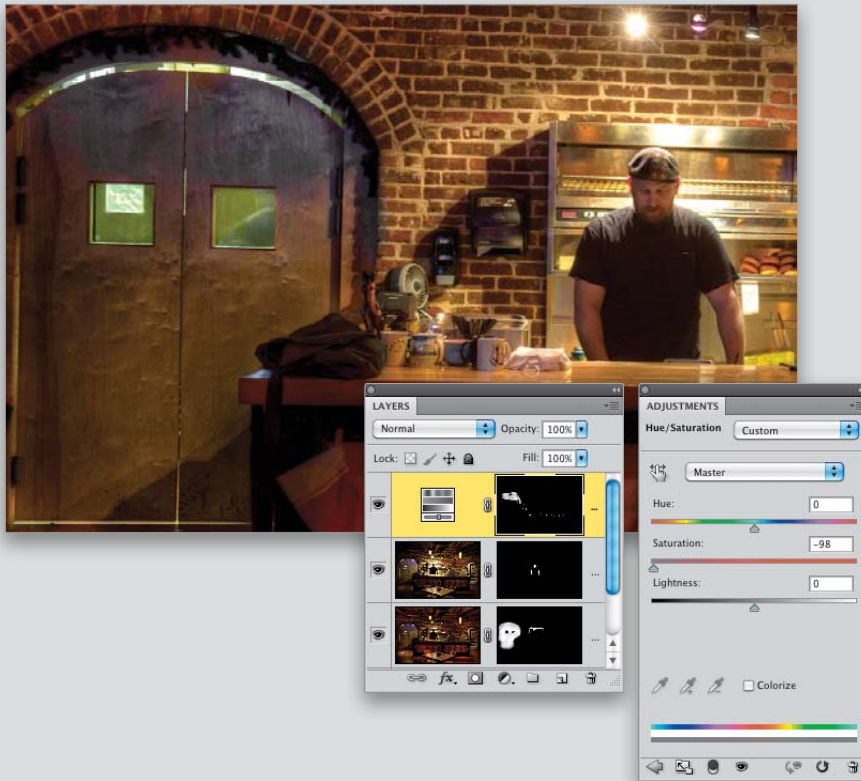 LAYERS
Normal Opacity: 100%
Lock: Fill: 100%
...
...
...
fx.
ADJUSTMENTS
Hue/Saturation Custom
Master
Hue: 0
Saturation: -98
Lightness: 0
Colorize